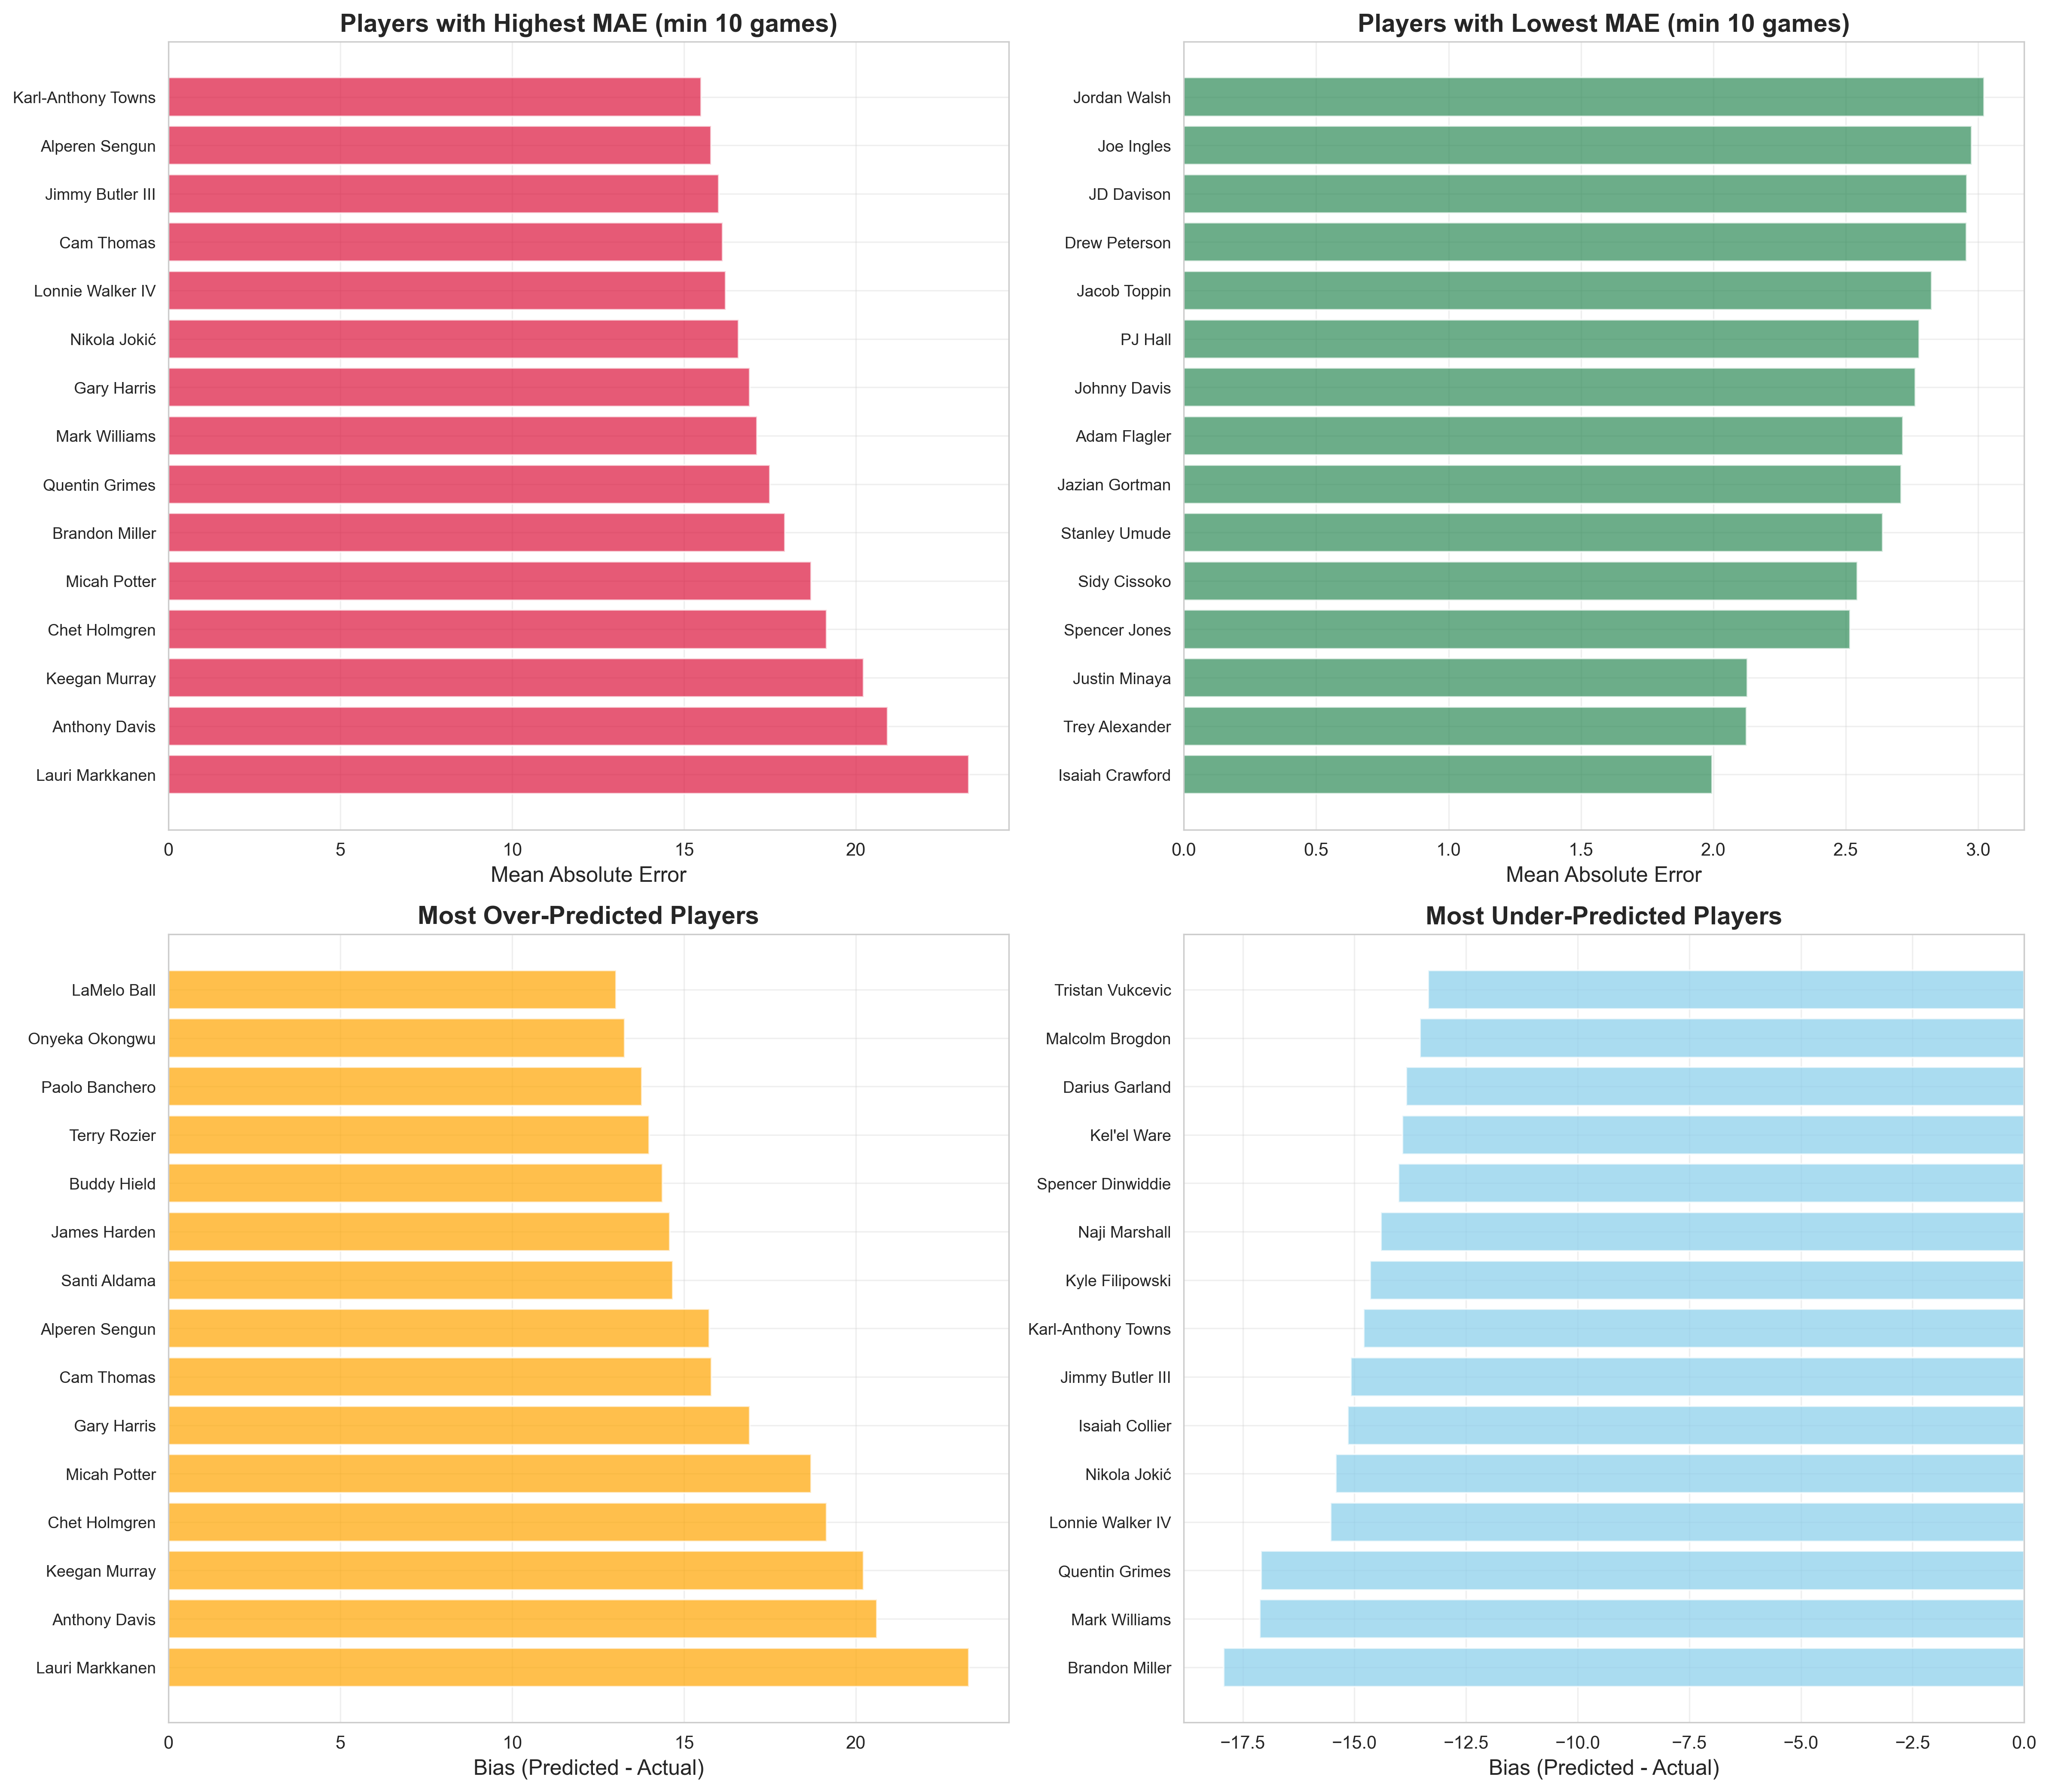 Players with Highest MAE (min 10 games)
Karl-Anthony Towns
Alperen Sengun
Jimmy Butler III
Cam Thomas
Lonnie Walker IV
Nikola Jokić
Gary Harris
Mark Williams
Quentin Grimes
Brandon Miller
Micah Potter
Chet Holmgren
Keegan Murray
Anthony Davis
Lauri Markkanen
0 5 10 15 20
Mean Absolute Error
Players with Lowest MAE (min 10 games)
Jordan Walsh
Joe Ingles
JD Davison
Drew Peterson
Jacob Toppin
PJ Hall
Johnny Davis
Adam Flagler
Jazian Gortman
Stanley Umude
Sidy Cissoko
Spencer Jones
Justin Minaya
Trey Alexander
Isaiah Crawford
0.0 0.5 1.0 1.5 2.0 2.5 3.0
Mean Absolute Error
Most Over-Predicted Players
LaMelo Ball
Onyeka Okongwu
Paolo Banchero
Terry Rozier
Buddy Hield
James Harden
Santi Aldama
Alperen Sengun
Cam Thomas
Gary Harris
Micah Potter
Chet Holmgren
Keegan Murray
Anthony Davis
Lauri Markkanen
0 5 10 15 20
Bias (Predicted - Actual)
Most Under-Predicted Players
Tristan Vukcevic
Malcolm Brogdon
Darius Garland
Kel'el Ware
Spencer Dinwiddie
Naji Marshall
Kyle Filipowski
Karl-Anthony Towns
Jimmy Butler III
Isaiah Collier
Nikola Jokić
Lonnie Walker IV
Quentin Grimes
Mark Williams
Brandon Miller
−17.5 −15.0 −12.5 −10.0 −7.5 −5.0 −2.5 0.0
Bias (Predicted - Actual)